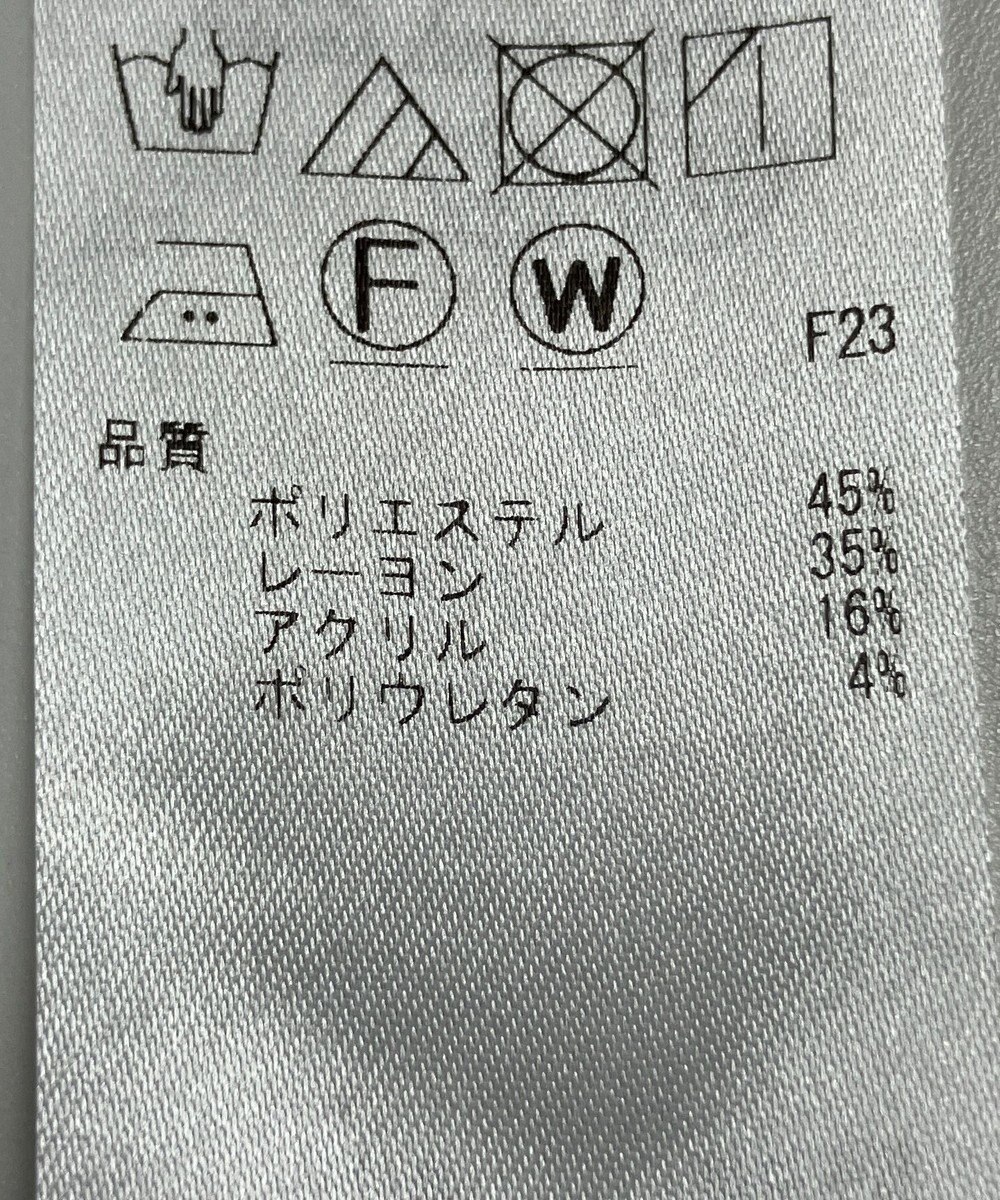 F W
F23
品質
ポリエステル 45%
レーヨン 35%
アクリル 16%
ポリウレタン 4%